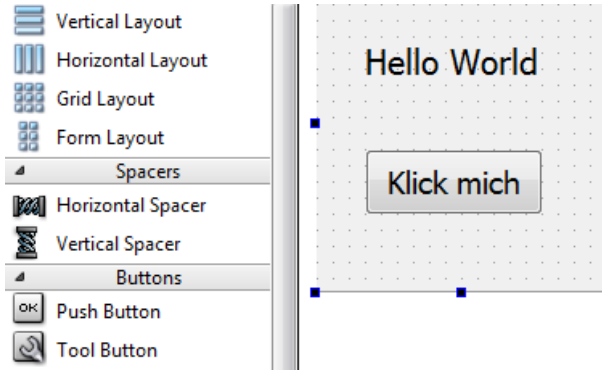 Vertical Layout
Horizontal Layout
Grid Layout
Form Layout
Spacers
Horizontal Spacer
Vertical Spacer
Buttons
OK
Push Button
Tool Button
Hello World
Klick mich